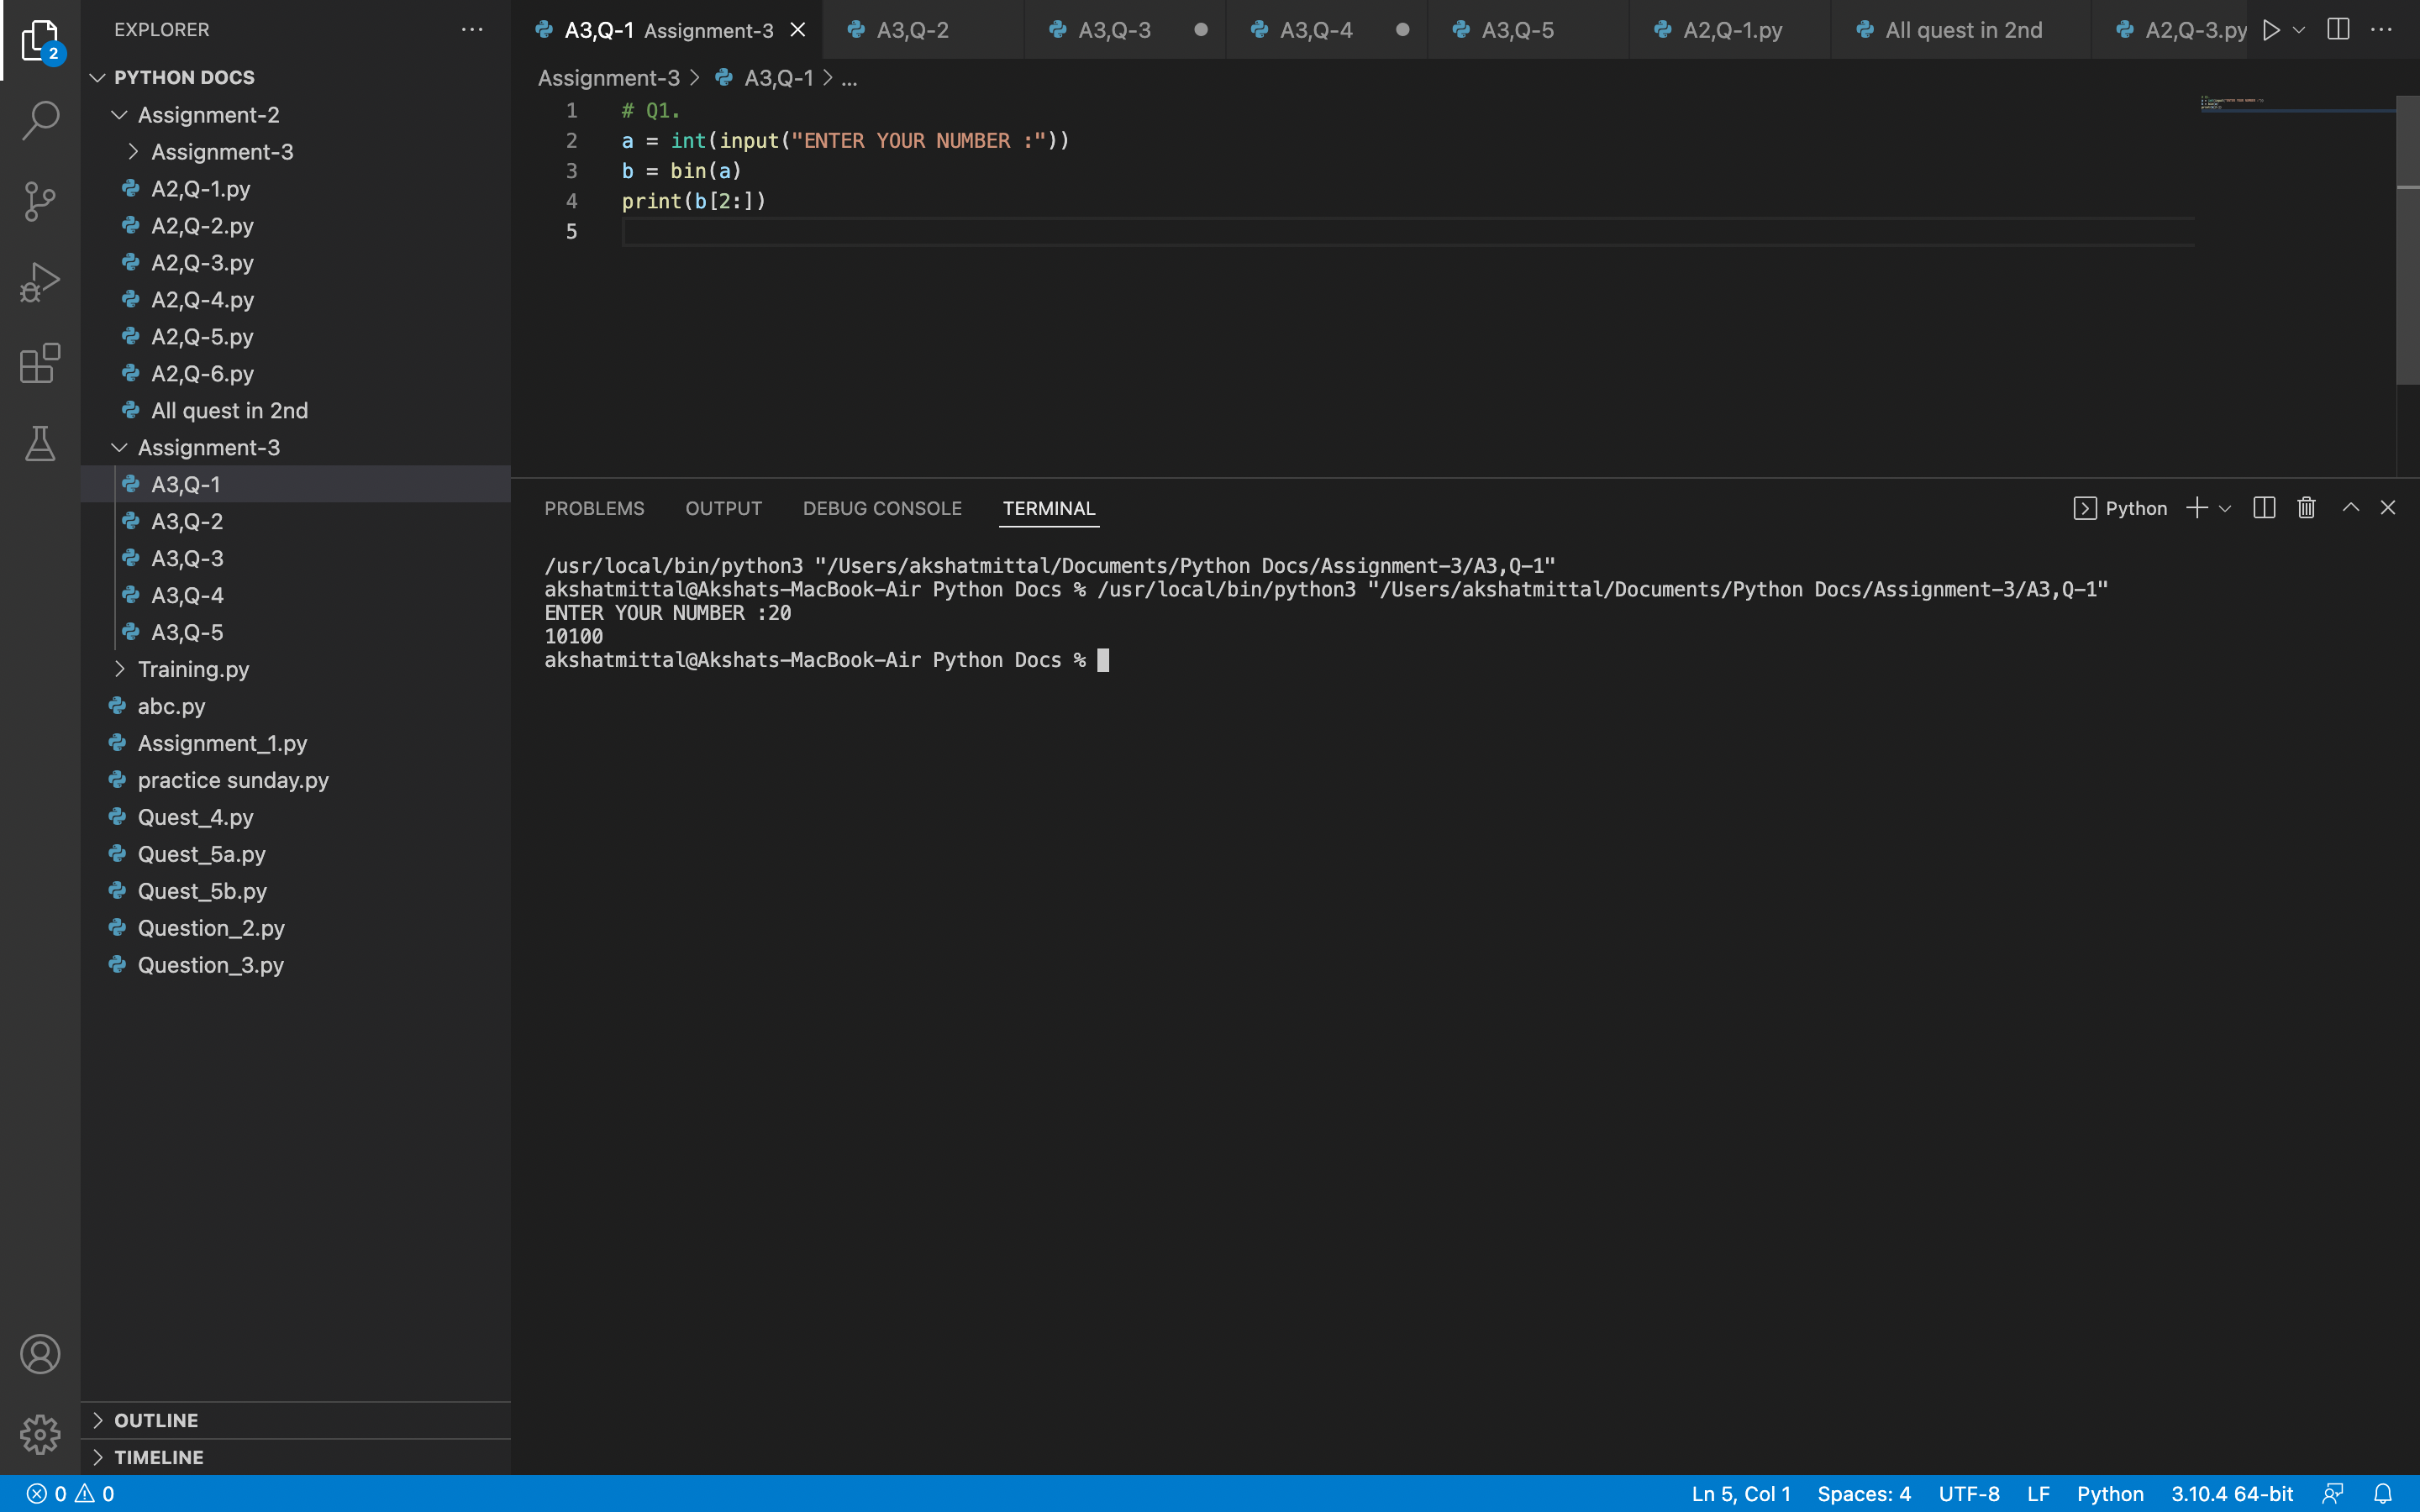 2
EXPLORER
PYTHON DOCS
Assignment-2
Assignment-3
A2,Q-1.py
A2,Q-2.py
A2,Q-3.py
A2,Q-4.py
A2,Q-5.py
A2,Q-6.py
All quest in 2nd
Assignment-3
A3,Q-1
A3,Q-2
A3,Q-3
A3,Q-4
A3,Q-5
Training.py
abc.py
Assignment_1.py
practice sunday.py
Quest_4.py
Quest_5a.py
Quest_5b.py
Question_2.py
Question_3.py
OUTLINE
TIMELINE
A3,Q-1 Assignment-3 A3,Q-2 A3,Q-3 A3,Q-4 A3,Q-5 A2,Q-1.py All quest in 2nd A2,Q-3.py
Assignment-3 > A3,Q-1 > ...
1 # Q1.
2 a = int(input("ENTER YOUR NUMBER :"))
3 b = bin(a)
4 print(b[2:])
5
PROBLEMS OUTPUT DEBUG CONSOLE TERMINAL Python
/usr/local/bin/python3 "/Users/akshatmittal/Documents/Python Docs/Assignment-3/A3,Q-1"
akshatmittal@Akshats-MacBook-Air Python Docs % /usr/local/bin/python3 "/Users/akshatmittal/Documents/Python Docs/Assignment-3/A3,Q-1"
ENTER YOUR NUMBER :20
10100
akshatmittal@Akshats-MacBook-Air Python Docs %
0 0 Ln 5, Col 1 Spaces: 4 UTF-8 LF Python 3.10.4 64-bit